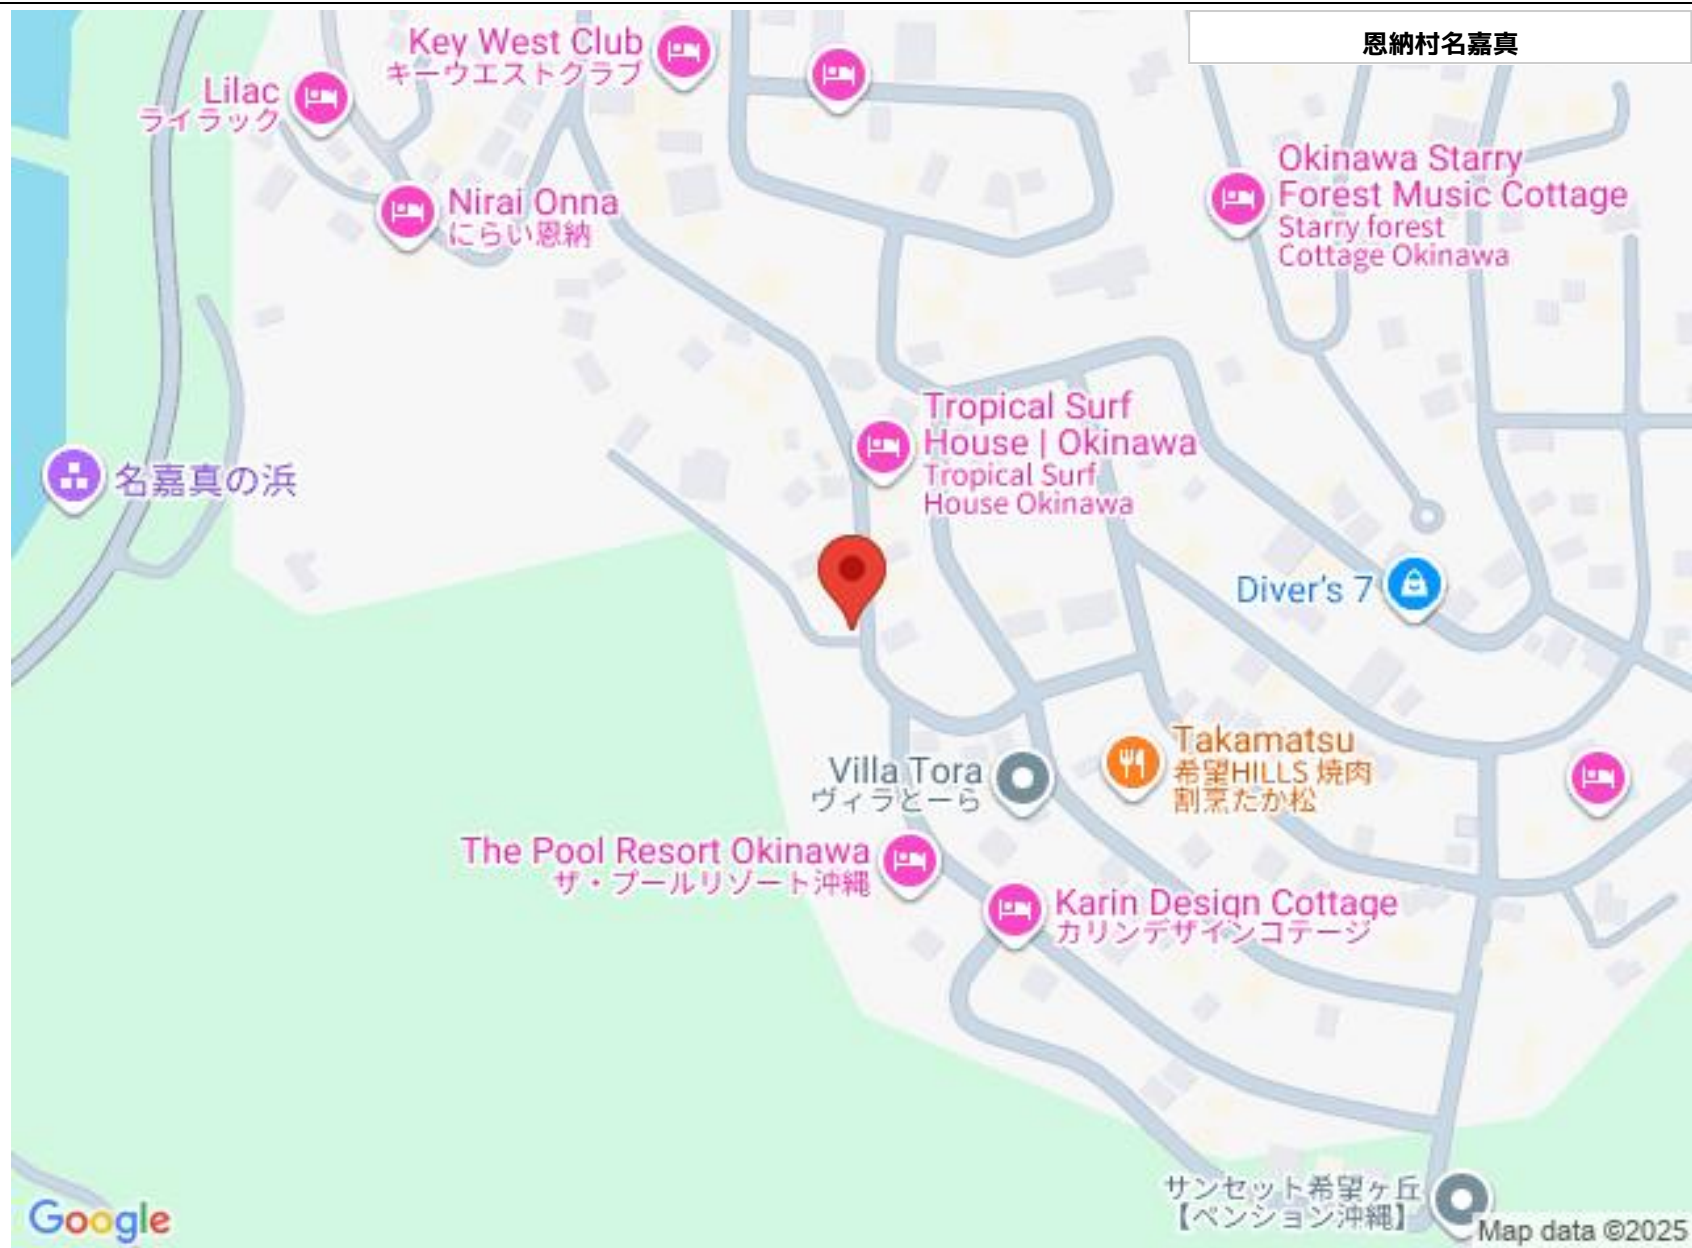 恩納村名嘉真
Key West Club
キーウエストクラブ
Lilac
ライラック
Nirai Onna
にらい恩納
Okinawa Starry
Forest Music Cottage
Starry forest
Cottage Okinawa
Tropical Surf
House | Okinawa
Tropical Surf
House Okinawa
名嘉真の浜
Diver's 7
Takamatsu
希望HILLS 焼肉
割烹たか松
Villa Tora
ヴィラとーら
The Pool Resort Okinawa
ザ・プールリゾート沖縄
Karin Design Cottage
カリンデザインコテージ
サンセット希望ヶ丘
【ペンション沖縄】
Google
Map data ©2025